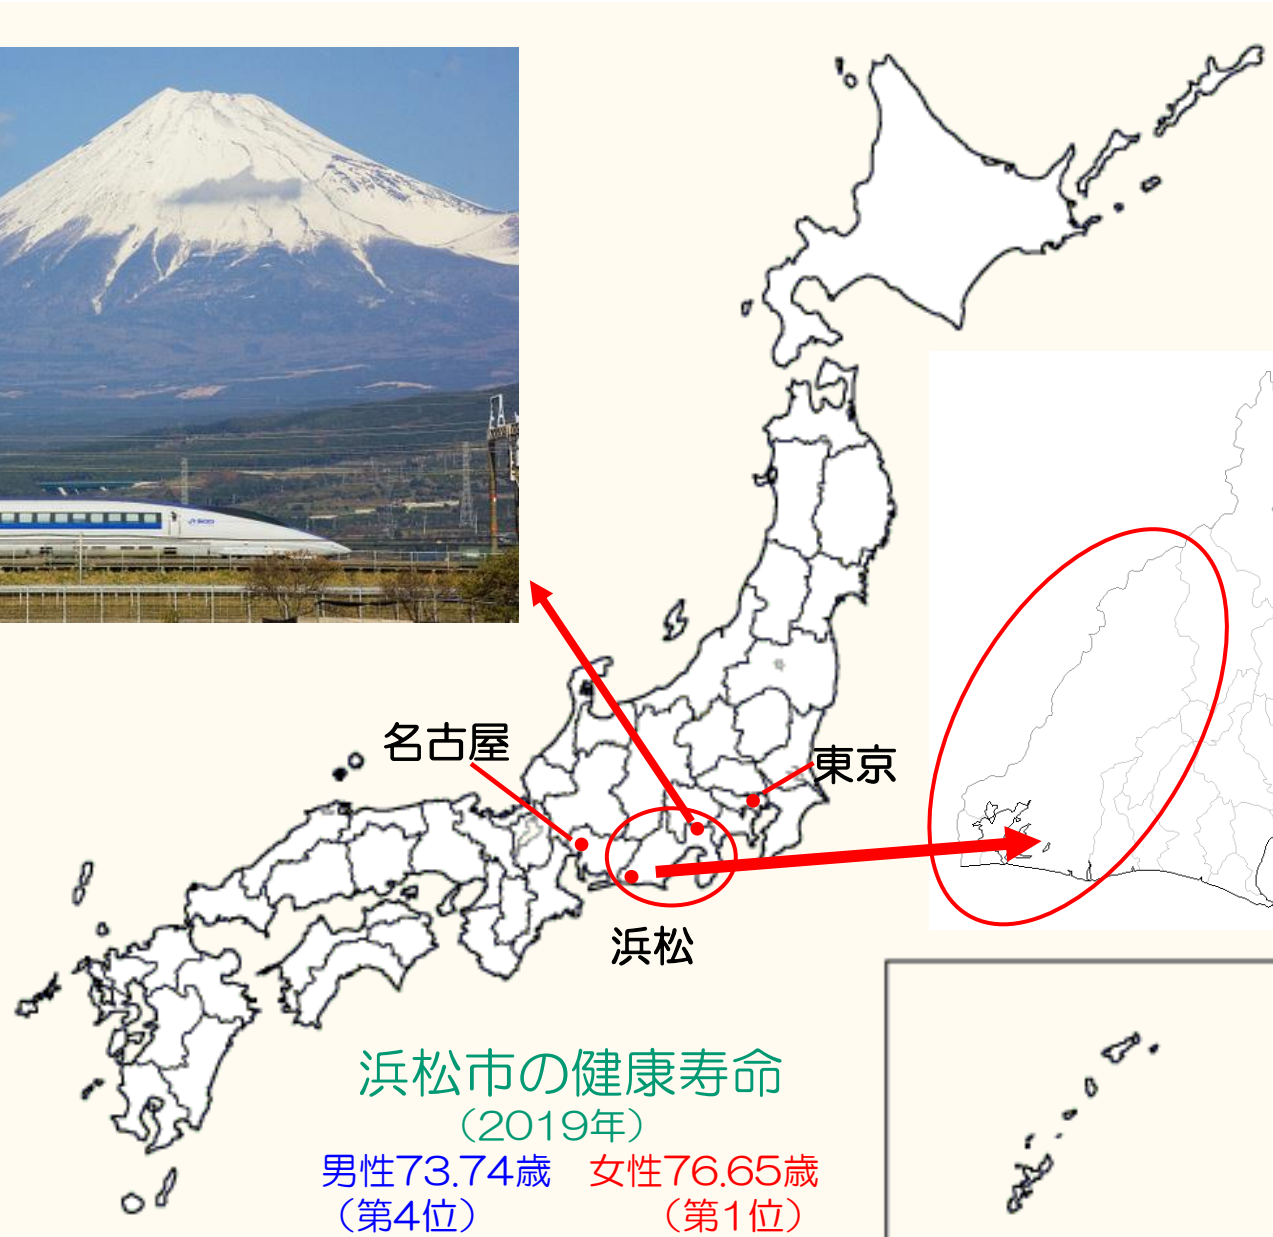 名古屋
東京
浜松
浜松市の健康寿命
（2019年）
男性73.74歳 女性76.65歳
（第4位） （第1位）